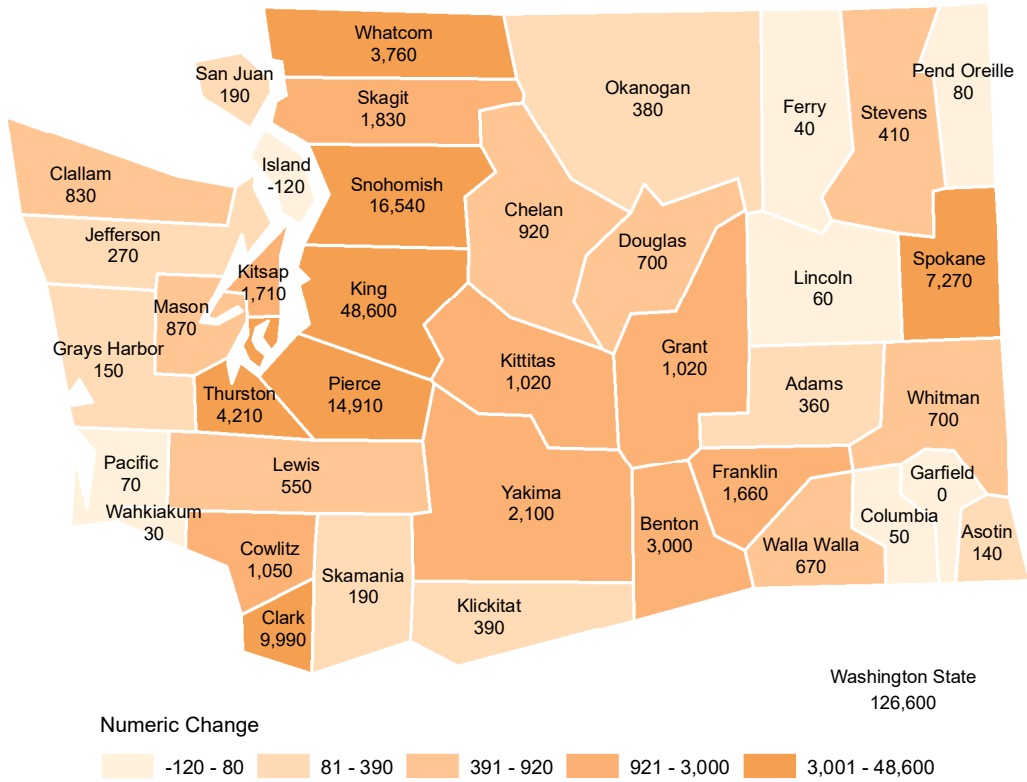 Whatcom
3,760
San Juan
190
Skagit
1,830
Okanogan
380
Ferry
40
Stevens
410
Pend Oreille
80
Island
-120
Clallam
830
Snohomish
16,540
Chelan
920
Jefferson
270
Douglas
700
Kitsap
1,710
King
48,600
Lincoln
60
Spokane
7,270
Mason
870
Grays Harbor
150
Kittitas
1,020
Grant
1,020
Thurston
4,210
Pierce
14,910
Adams
360
Whitman
700
Pacific
70
Lewis
550
Yakima
2,100
Franklin
1,660
Garfield
0
Wahkiakum
30
Benton
3,000
Columbia
50
Asotin
140
Cowlitz
1,050
Skamania
190
Walla Walla
670
Clark
9,990
Klickitat
390
Washington State
126,600
Numeric Change
-120 - 80
81 - 390
391 - 920
921 - 3,000
3,001 - 48,600